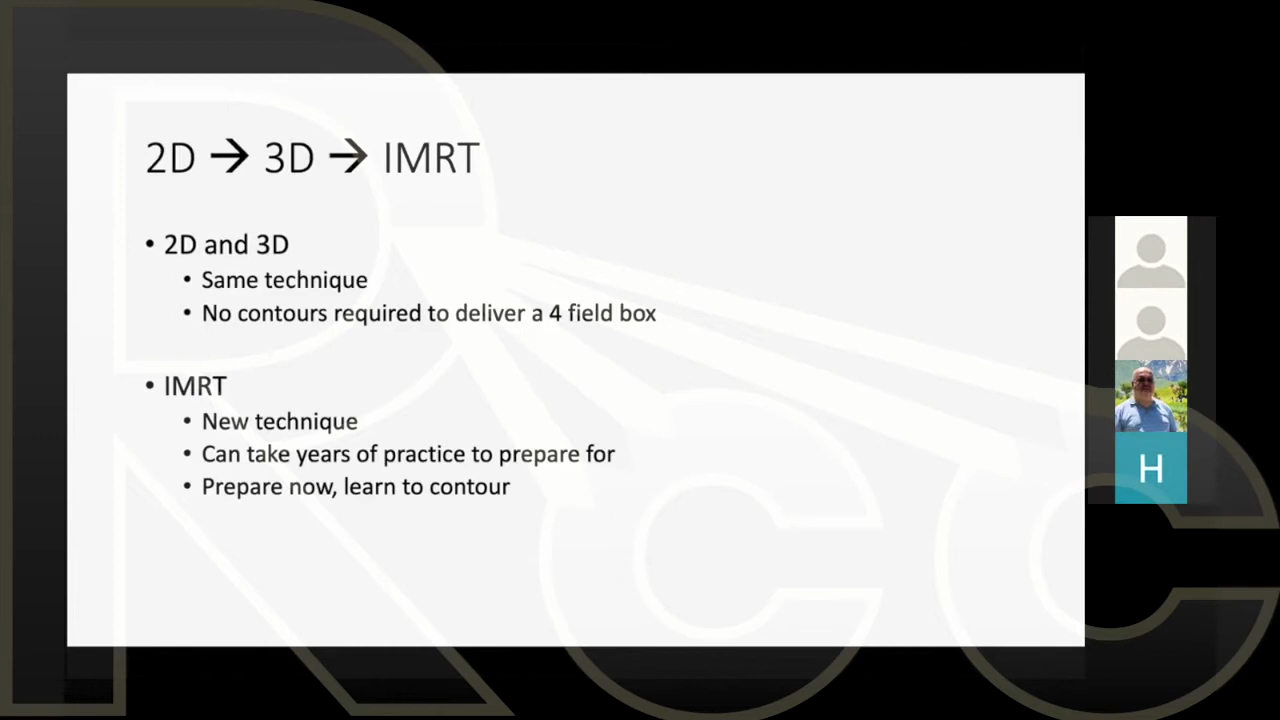 2D → 3D → IMRT
• 2D and 3D
• Same technique
• No contours required to deliver a 4 field box
• IMRT
• New technique
• Can take years of practice to prepare for
• Prepare now, learn to contour
H
RCC